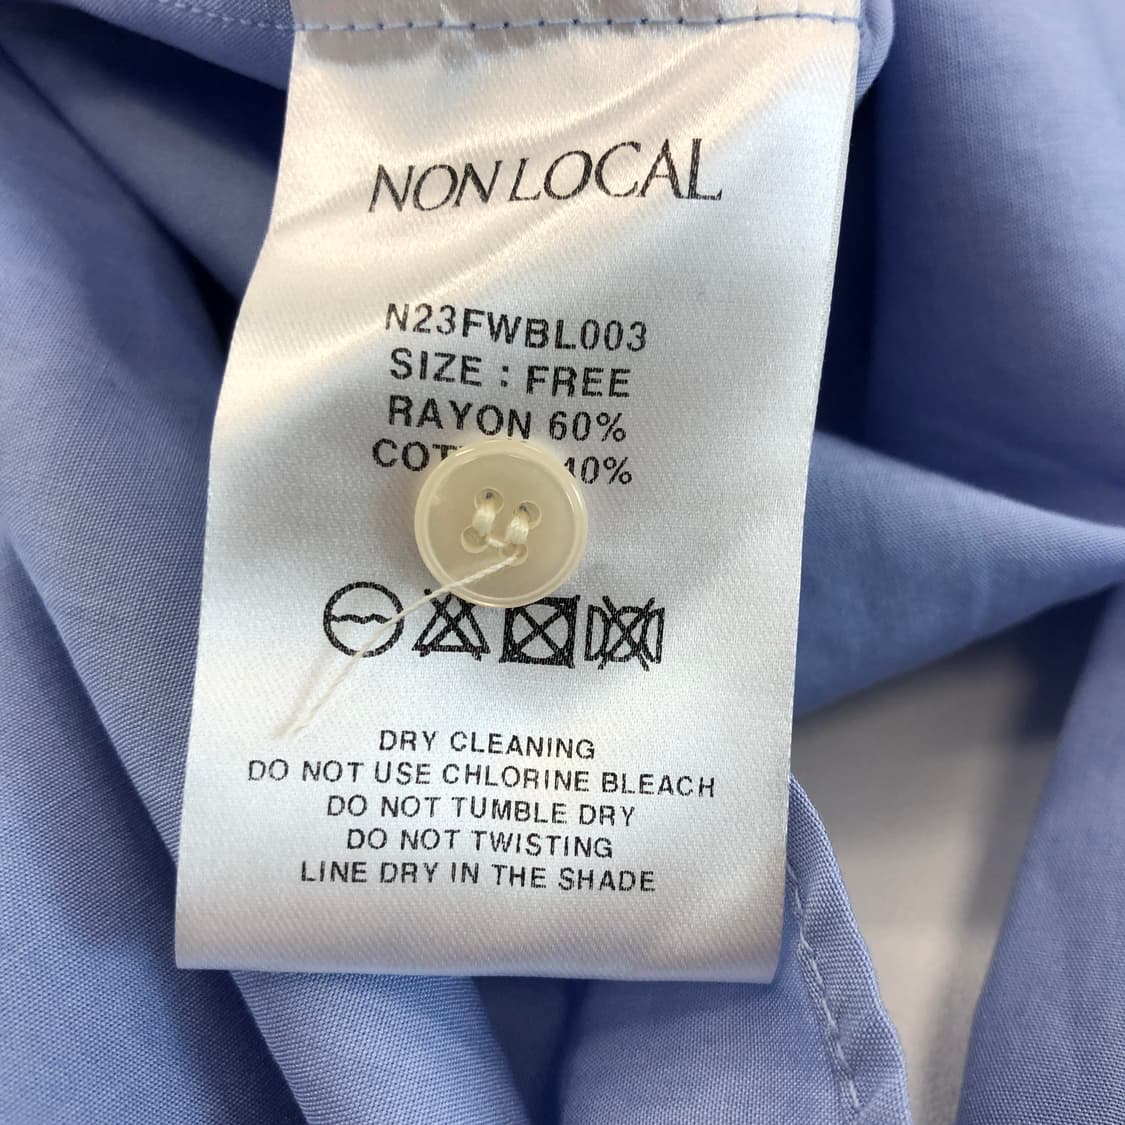 NONLOCAL
N23FWBL003
SIZE : FREE
RAYON 60%
DRY CLEANING
DO NOT USE CHLORINE BLEACH
DO NOT TUMBLE DRY
DO NOT TWISTING
LINE DRY IN THE SHADE